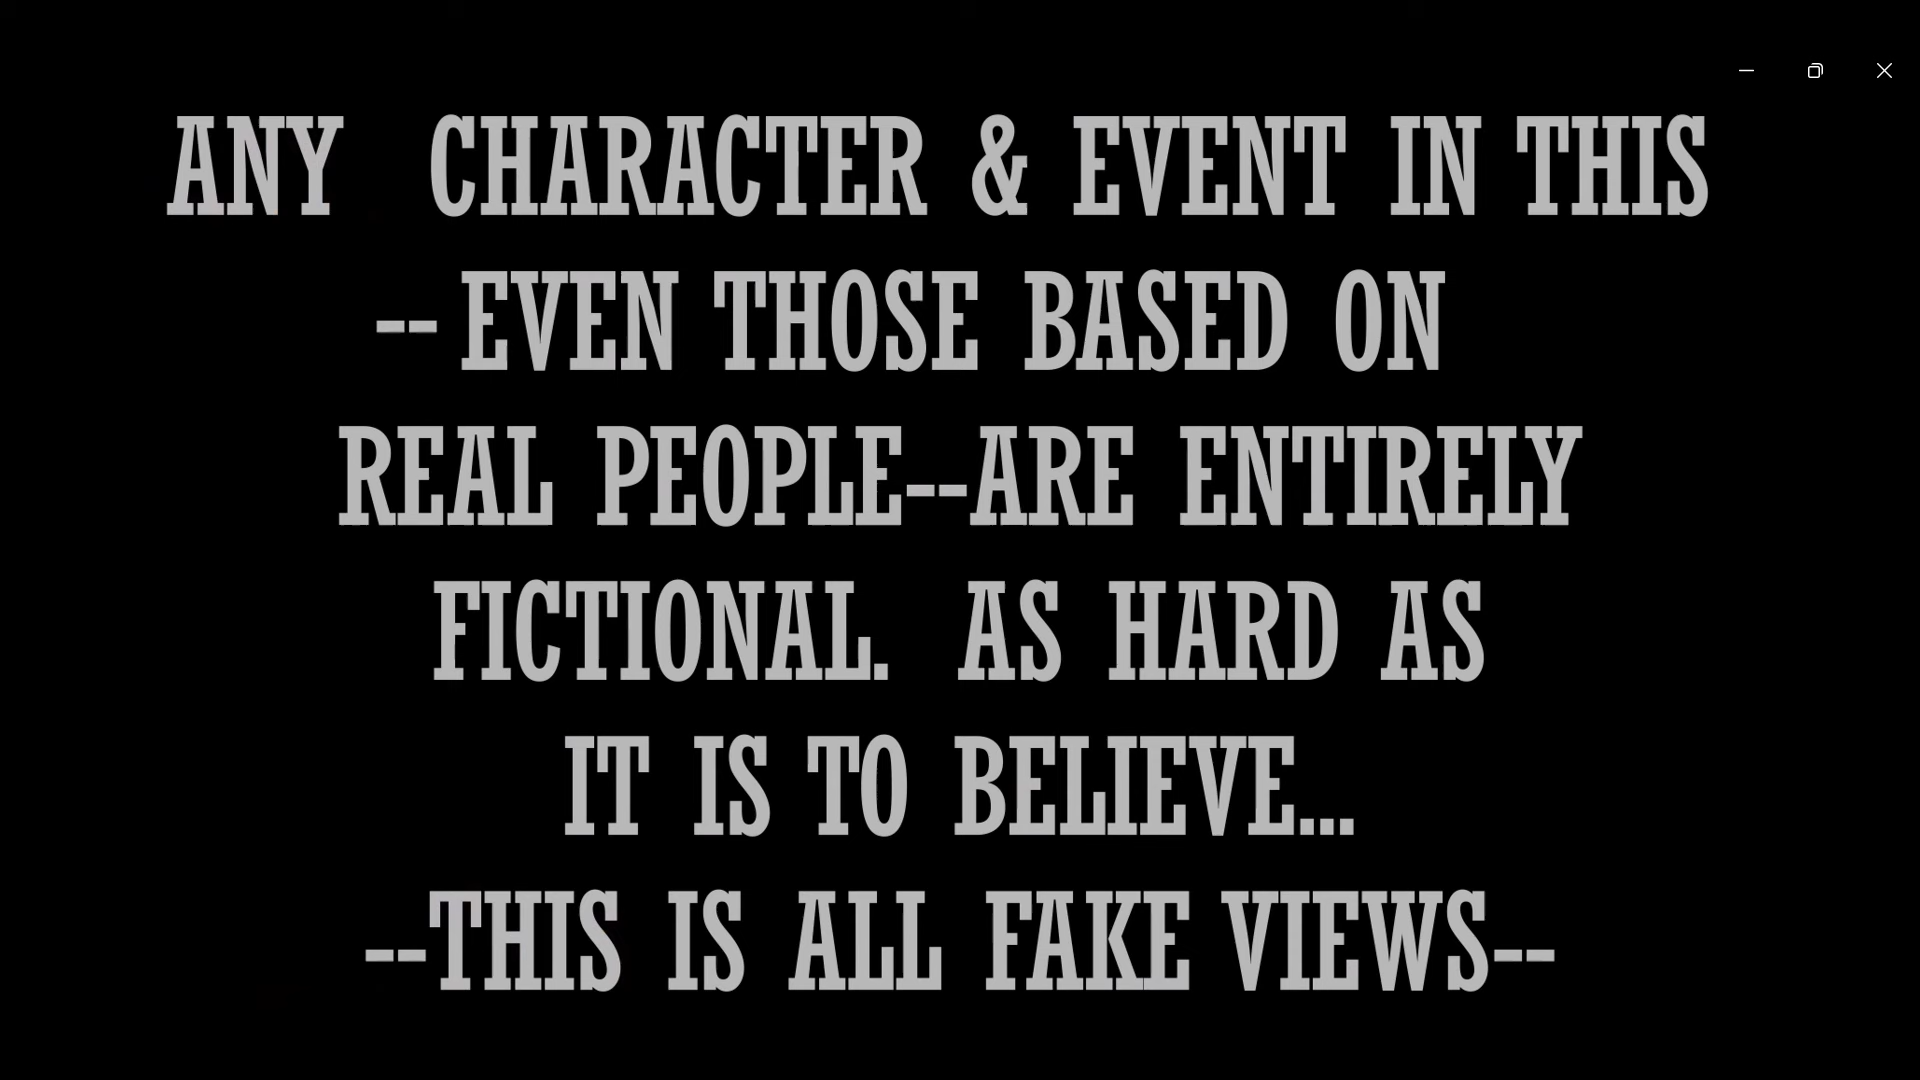 ANY CHARACTER & EVENT IN THIS
--EVEN THOSE BASED ON
REAL PEOPLE--ARE ENTIRELY
FICTIONAL. AS HARD AS
IT IS TO BELIEVE...
--THIS IS ALL FAKE VIEWS--